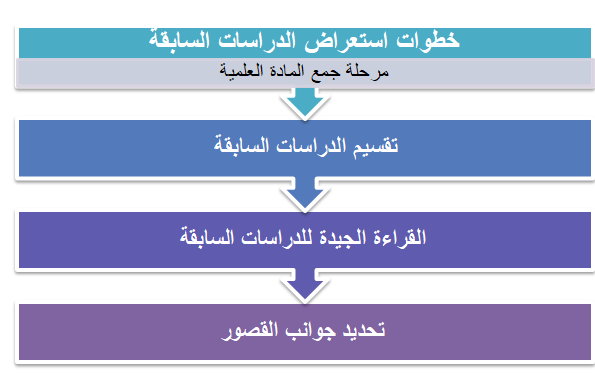 خطوات استعراض الدراسات السابقة
مرحلة جمع المادة العلمية
تقسيم الدراسات السابقة
القراءة الجيدة للدراسات السابقة
تحديد جوانب القصور